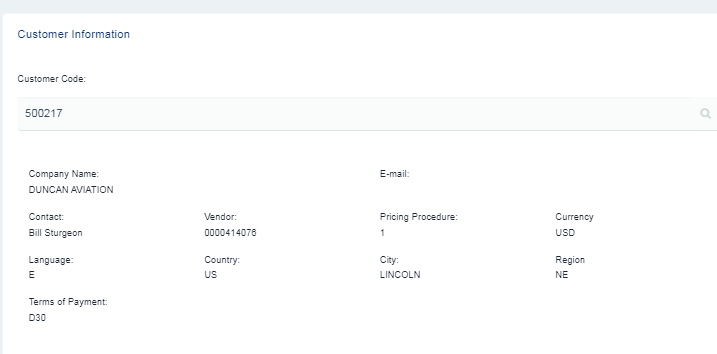 Customer Information
Customer Code:
500217
Company Name: E-mail:
DUNCAN AVIATION
Contact: Vendor: Pricing Procedure: Currency
Bill Sturgeon 0000414076 1 USD
Language: Country: City: Region
E US LINCOLN NE
Terms of Payment:
D30